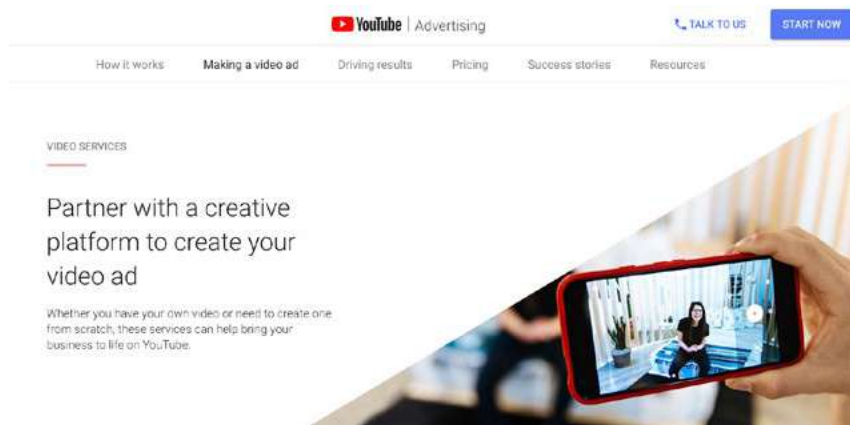 YouTube Advertising
TALK TO US
START NOW
How it works
Making a video ad
Driving results
Pricing
Success stories
Resources
VIDEO SERVICES
Partner with a creative
platform to create your
video ad
Whether you have your own video or need to create one
from scratch, these services can help bring your
business to life on YouTube.